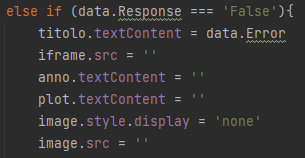 else if (data.Response === 'False'){
titolo.textContent = data.Error
iframe.src = ''
anno.textContent = ''
plot.textContent = ''
image.style.display = 'none'
image.src = ''